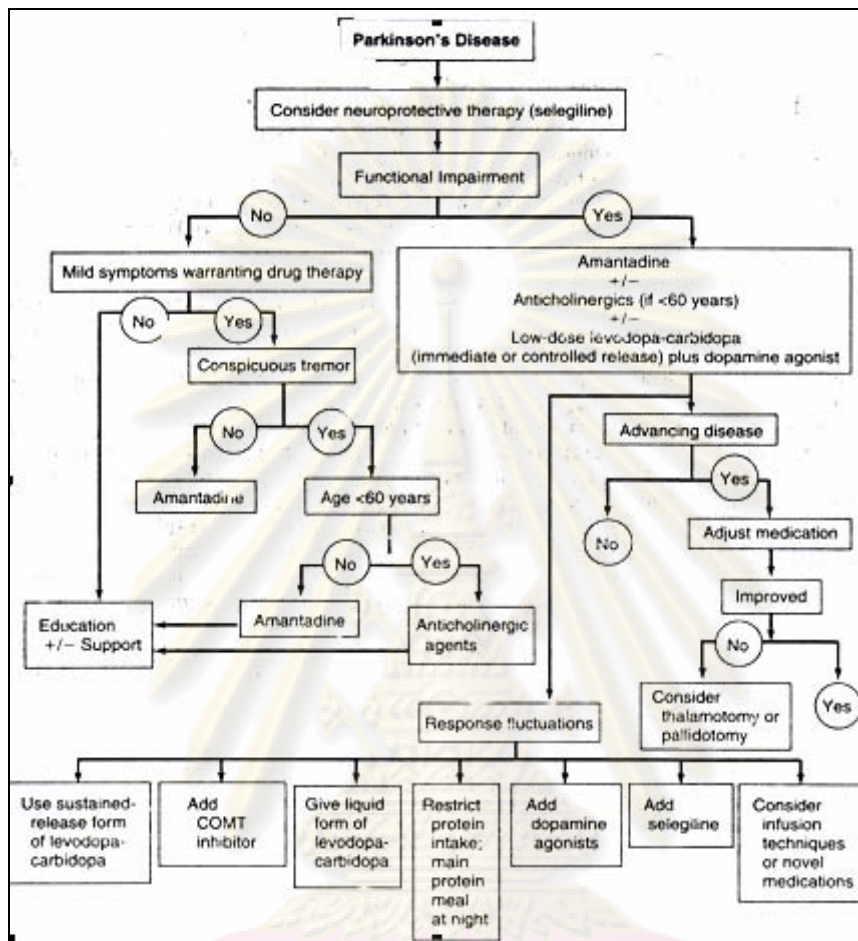 Parkinson's Disease
Consider neuroprotective therapy (selegiline)
Functional Impairment
No
Yes
Mild symptoms warranting drug therapy
Amantadine
+/−
Anticholinergics (if <60 years)
+/−
Low-dose levodopa-carbidopa
(immediate or controlled release) plus dopamine agonist
No
Yes
Conspicuous tremor
Advancing disease
No
Yes
Yes
Amantadine
Age <60 years
No
Adjust medication
No
Yes
Improved
Education
+/− Support
Amantadine
Anticholinergic
agents
No
Yes
Consider
thalamotomy or
pallidotomy
Response fluctuations
Use sustained-
release form
of levodopa-
carbidopa
Add
COMT
inhibitor
Give liquid
form of
levodopa-
carbidopa
Restrict
protein
intake;
main
protein
meal
at night
Add
dopamine
agonists
Add
selegiline
Consider
infusion
techniques
or novel
medications